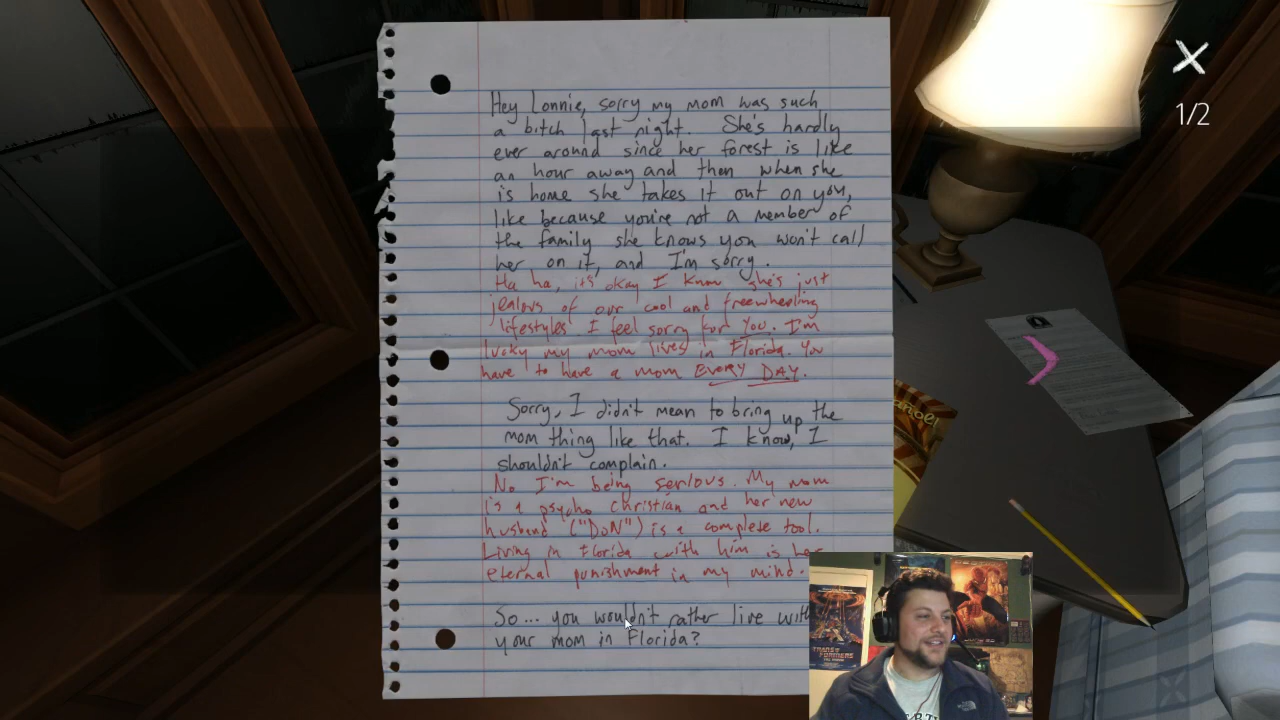 Hey Lonnie, sorry my mom was such
a bitch last night. She's hardly
ever around since her forest is like
an hour away and then when she
is home she takes it out on you,
like because you're not a member of
the family she knows you won't call
her on it, and I'm sorry.
Ha ha, it's okay I know she's just
jealous of our cool and freewheeling
lifestyles I feel sorry for You. I'm
lucky my mom lives in Florida. You
have to have a mom EVERY DAY.
Sorry, I didn't mean to bring up the
mom thing like that. I know, I
shouldn't complain.
No I'm being serious. My mom
is a psycho christian and her new
husband ("DoN") is a complete tool.
Living in Florida with him is her
eternal punishment in my mind.
So... you wouldn't rather live with
your mom in Florida?
1/2
TRANSFORMERS